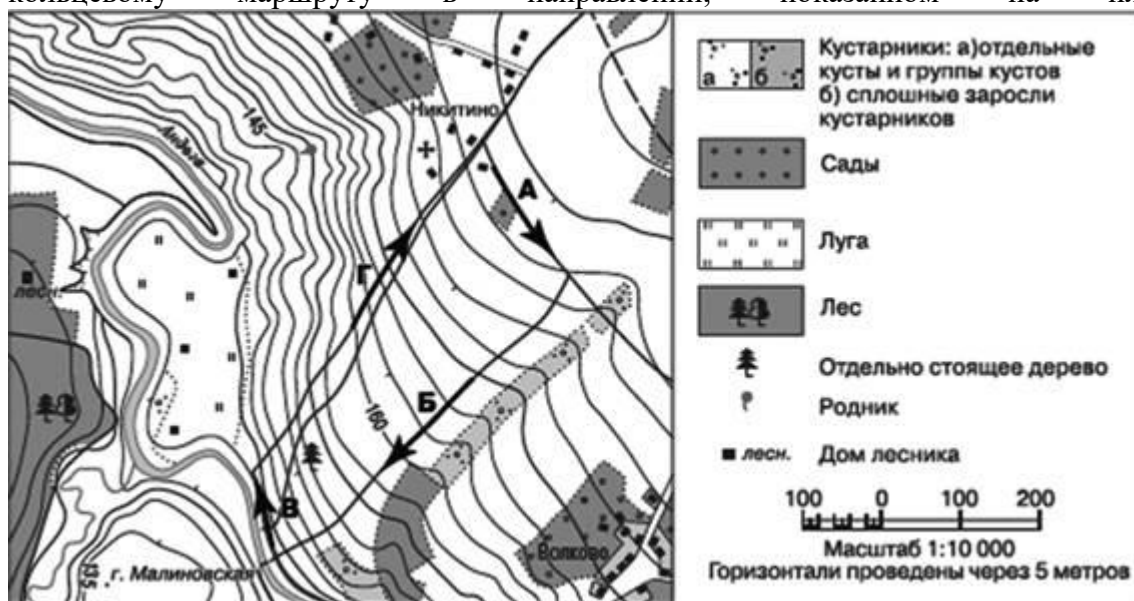 кольцевому маршруту в направлении, показанном на
145
Андога
Никитино
А
Г
лесн.
Б
160
В
г. Малиновская
135
Волково
а
б
Кустарники: а)отдельные
кусты и группы кустов
б) сплошные заросли
кустарников
Сады
Луга
Лес
Отдельно стоящее дерево
Родник
лесн.
Дом лесника
100 0 100 200
Масштаб 1:10 000
Горизонтали проведены через 5 метров